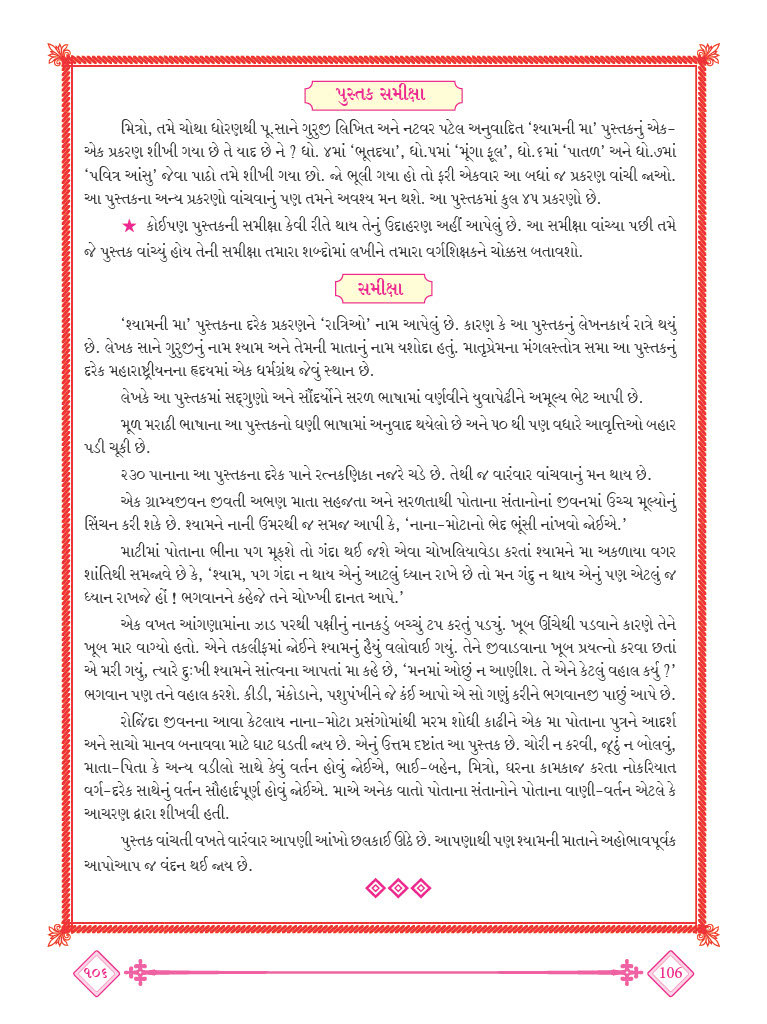 પુસ્તક સમીક્ષા
મિત્રો, તમે ચોથા ધોરણથી પૂ.સાને ગુરુજી લિખિત અને નટવર પટેલ અનુવાદિત ‘શ્યામની મા’ પુસ્તકનું એક-
એક પ્રકરણ શીખી ગયા છે તે યાદ છે ને ? ધો. ૪માં ‘ભૂતદયા’, ધો.૫માં ‘મૂંગા ફૂલ’, ધો.૬માં ‘પાતળ’ અને ધો.૭માં
‘પવિત્ર આંસુ’ જેવા પાઠો તમે શીખી ગયા છો. જો ભૂલી ગયા હો તો ફરી એકવાર આ બધાં જ પ્રકરણ વાંચી જાઓ.
આ પુસ્તકના અન્ય પ્રકરણો વાંચવાનું પણ તમને અવશ્ય મન થશે. આ પુસ્તકમાં કુલ ૪૫ પ્રકરણો છે.
★ કોઈપણ પુસ્તકની સમીક્ષા કેવી રીતે થાય તેનું ઉદાહરણ અહીં આપેલું છે. આ સમીક્ષા વાંચ્યા પછી તમે
જે પુસ્તક વાંચ્યું હોય તેની સમીક્ષા તમારા શબ્દોમાં લખીને તમારા વર્ગશિક્ષકને ચોક્કસ બતાવશો.
સમીક્ષા
‘શ્યામની મા’ પુસ્તકના દરેક પ્રકરણને ‘રાત્રિઓ’ નામ આપેલું છે. કારણ કે આ પુસ્તકનું લેખનકાર્ય રાત્રે થયું
છે. લેખક સાને ગુરુજીનું નામ શ્યામ અને તેમની માતાનું નામ યશોદા હતું. માતૃપ્રેમના મંગલસ્તોત્ર સમા આ પુસ્તકનું
દરેક મહારાષ્ટ્રીયનના હૃદયમાં એક ધર્મગ્રંથ જેવું સ્થાન છે.
લેખકે આ પુસ્તકમાં સદ્‌ગુણો અને સૌંદર્યોને સરળ ભાષામાં વર્ણવીને યુવાપેઢીને અમૂલ્ય ભેટ આપી છે.
મૂળ મરાઠી ભાષાના આ પુસ્તકનો ઘણી ભાષામાં અનુવાદ થયેલો છે અને ૫૦ થી પણ વધારે આવૃત્તિઓ બહાર
પડી ચૂકી છે.
૨૩૦ પાનાના આ પુસ્તકના દરેક પાને રત્નકણિકા નજરે ચડે છે. તેથી જ વારંવાર વાંચવાનું મન થાય છે.
એક ગ્રામ્યજીવન જીવતી અભણ માતા સહજતા અને સરળતાથી પોતાના સંતાનોનાં જીવનમાં ઉચ્ચ મૂલ્યોનું
સિંચન કરી શકે છે. શ્યામને નાની ઉંમરથી જ સમજ આપી કે, ‘નાના-મોટાનો ભેદ ભૂંસી નાંખવો જોઈએ.’
માટીમાં પોતાના ભીના પગ મૂકશે તો ગંદા થઈ જશે એવા ચોખલિયાવેડા કરતાં શ્યામને મા અકળાયા વગર
શાંતિથી સમજાવે છે કે, ‘શ્યામ, પગ ગંદા ન થાય એનું આટલું ધ્યાન રાખે છે તો મન ગંદુ ન થાય એનું પણ એટલું જ
ધ્યાન રાખજે હોં ! ભગવાનને કહેજે તને ચોખ્ખી દાનત આપે.’
એક વખત આંગણામાંના ઝાડ પરથી પક્ષીનું નાનકડું બચ્ચું ટપ કરતું પડ્યું. ખૂબ ઊંચેથી પડવાને કારણે તેને
ખૂબ માર વાગ્યો હતો. એને તકલીફમાં જોઈને શ્યામનું હૈયું વલોવાઈ ગયું. તેને જીવાડવાના ખૂબ પ્રયત્નો કરવા છતાં
એ મરી ગયું, ત્યારે દુઃખી શ્યામને સાંત્વના આપતાં મા કહે છે, ‘મનમાં ઓછું ન આણીશ. તે એને કેટલું વહાલ કર્યુ ?’
ભગવાન પણ તને વહાલ કરશે. કીડી, મંકોડાને, પશુપંખીને જે કંઈ આપો એ સો ગણું કરીને ભગવાનજી પાછું આપે છે.
રોજિંદા જીવનના આવા કેટલાય નાના-મોટા પ્રસંગોમાંથી મરમ શોધી કાઢીને એક મા પોતાના પુત્રને આદર્શ
અને સાચો માનવ બનાવવા માટે ઘાટ ઘડતી જાય છે. એનું ઉત્તમ દષ્ટાંત આ પુસ્તક છે. ચોરી ન કરવી, જૂઠું ન બોલવું,
માતા-પિતા કે અન્ય વડીલો સાથે કેવું વર્તન હોવું જોઈએ, ભાઈ-બહેન, મિત્રો, ઘરના કામકાજ કરતા નોકરિયાત
વર્ગ-દરેક સાથેનું વર્તન સૌહાર્દપૂર્ણ હોવું જોઈએ. માએ અનેક વાતો પોતાના સંતાનોને પોતાના વાણી-વર્તન એટલે કે
આચરણ દ્વારા શીખવી હતી.
પુસ્તક વાંચતી વખતે વારંવાર આપણી આંખો છલકાઈ ઊઠે છે. આપણાથી પણ શ્યામની માતાને અહોભાવપૂર્વક
આપોઆપ જ વંદન થઈ જાય છે.
૧૦૬
106